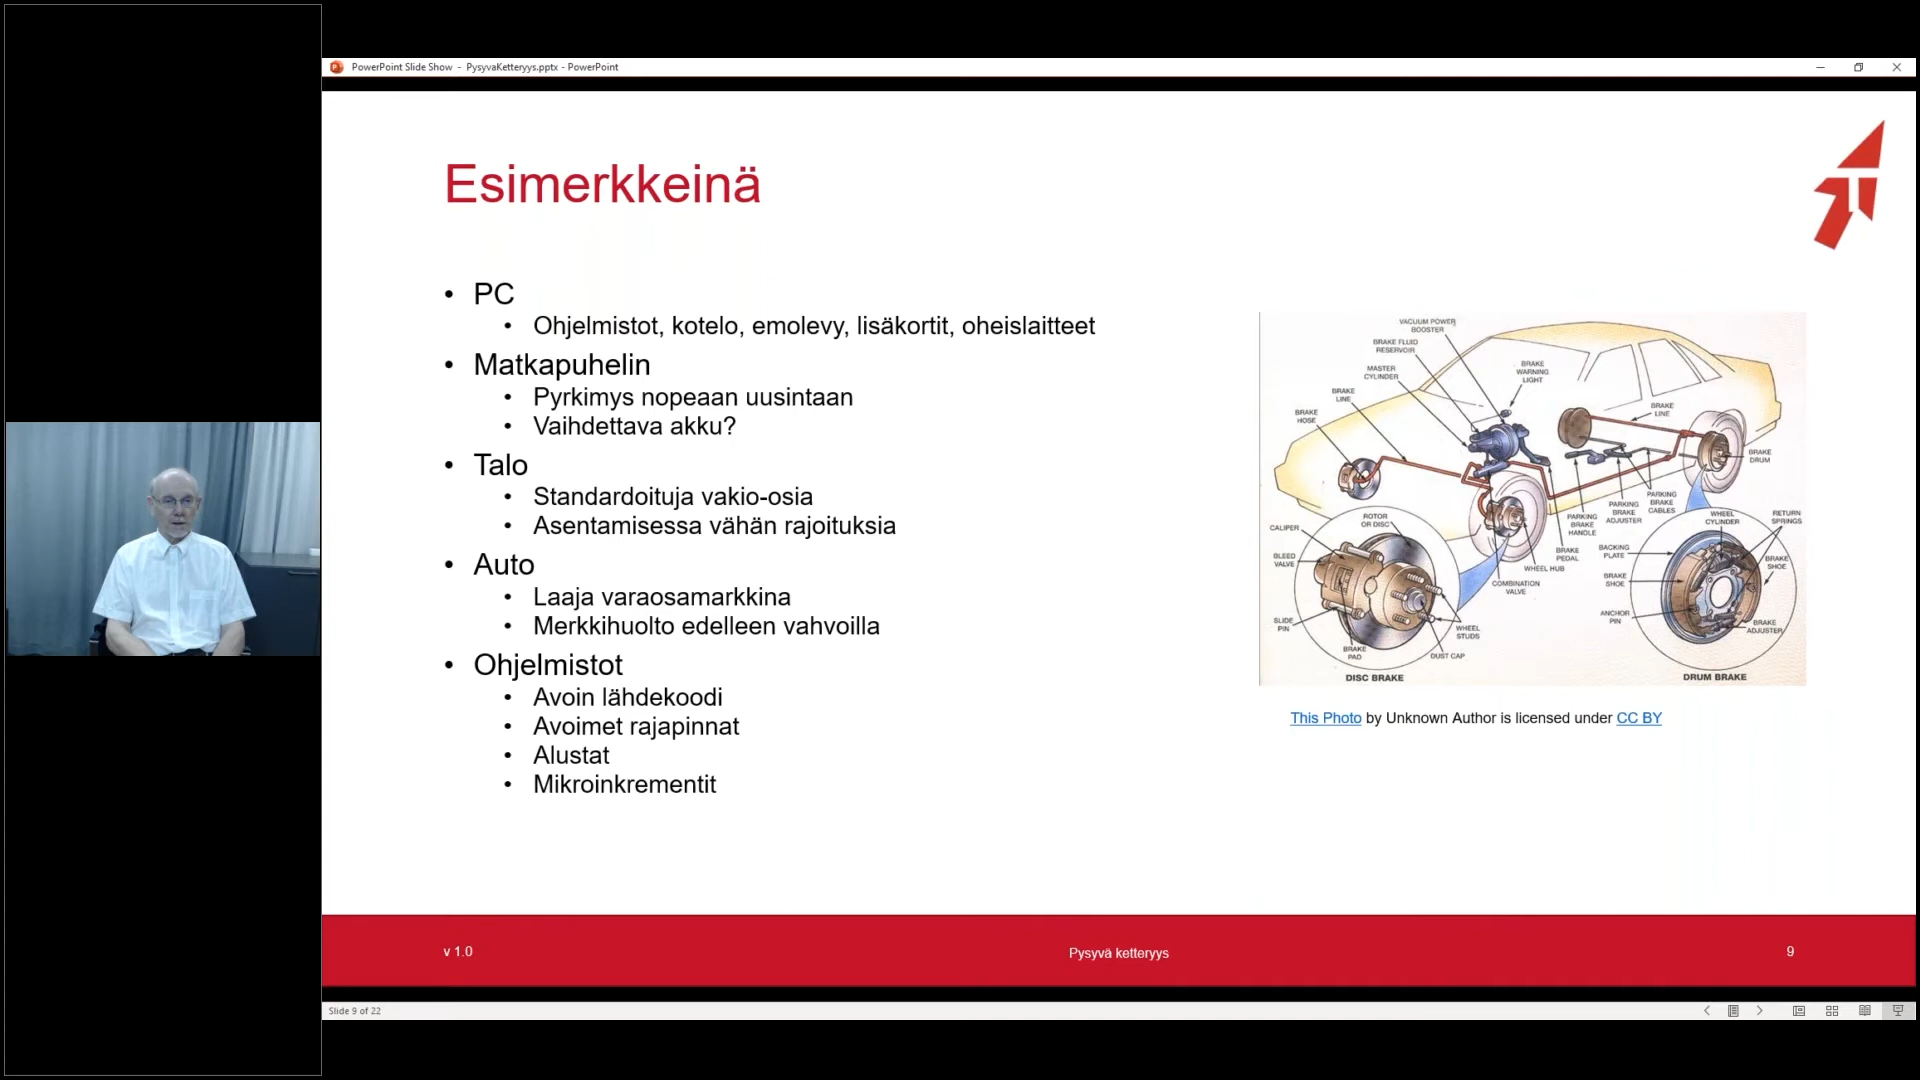 PowerPoint Slide Show - PysyvaKetteryys.pptx - PowerPoint
Esimerkkeinä
• PC
• Ohjelmistot, kotelo, emolevy, lisäkortit, oheislaitteet
• Matkapuhelin
• Pyrkimys nopeaan uusintaan
• Vaihdettava akku?
• Talo
• Standardoituja vakio-osia
• Asentamisessa vähän rajoituksia
• Auto
• Laaja varaosamarkkina
• Merkkihuolto edelleen vahvoilla
• Ohjelmistot
• Avoin lähdekoodi
• Avoimet rajapinnat
• Alustat
• Mikroinkrementit
VACUUM POWER
BOOSTER
BRAKE FLUID
RESERVOIR
MASTER
CYLINDER
BRAKE
WARNING
LIGHT
BRAKE
LINE
BRAKE
HOSE
BRAKE
LINE
BRAKE
DRUM
PARKING
BRAKE
CABLES
PARKING
BRAKE
ADJUSTER
PARKING
BRAKE
HANDLE
BRAKE
PEDAL
WHEEL HUB
COMBINATION
VALVE
CALIPER
ROTOR
OR DISC
BLEED
VALVE
SLIDE
PIN
BRAKE
PAD
DUST CAP
WHEEL
STUDS
DISC BRAKE
WHEEL
CYLINDER
RETURN
SPRINGS
BACKING
PLATE
BRAKE
SHOE
BRAKE
SHOE
ANCHOR
PIN
BRAKE
ADJUSTER
DRUM BRAKE
This Photo by Unknown Author is licensed under CC BY
v 1.0
Pysyvä ketteryys
9
Slide 9 of 22